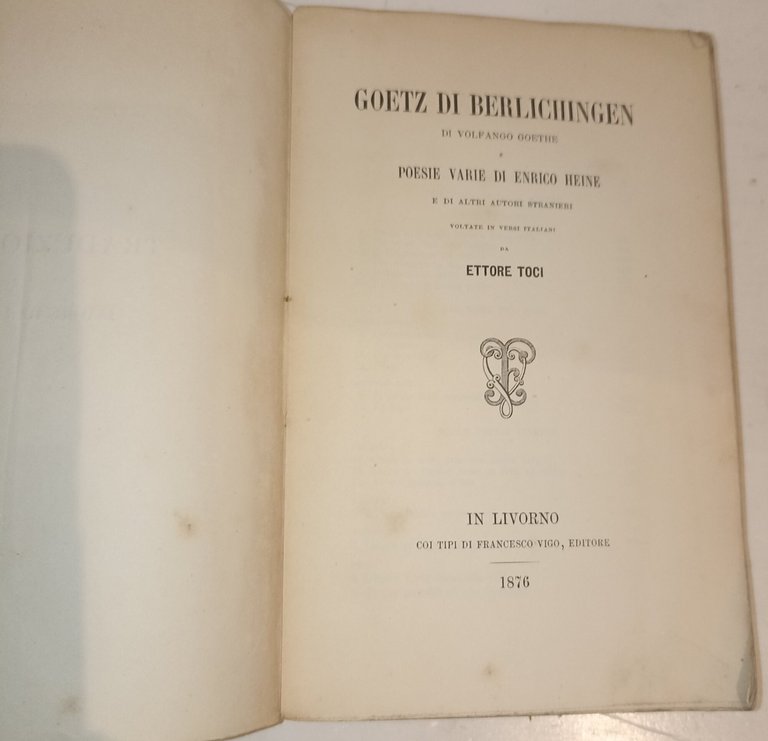 GOETZ DI BERLICHINGEN
DI VOLFANGO GOETHE
E
POESIE VARIE DI ENRICO HEINE
E DI ALTRI AUTORI STRANIERI
VOLTATE IN VERSI ITALIANI
DA
ETTORE TOCI
IN LIVORNO
COI TIPI DI FRANCESCO VIGO, EDITORE
1876